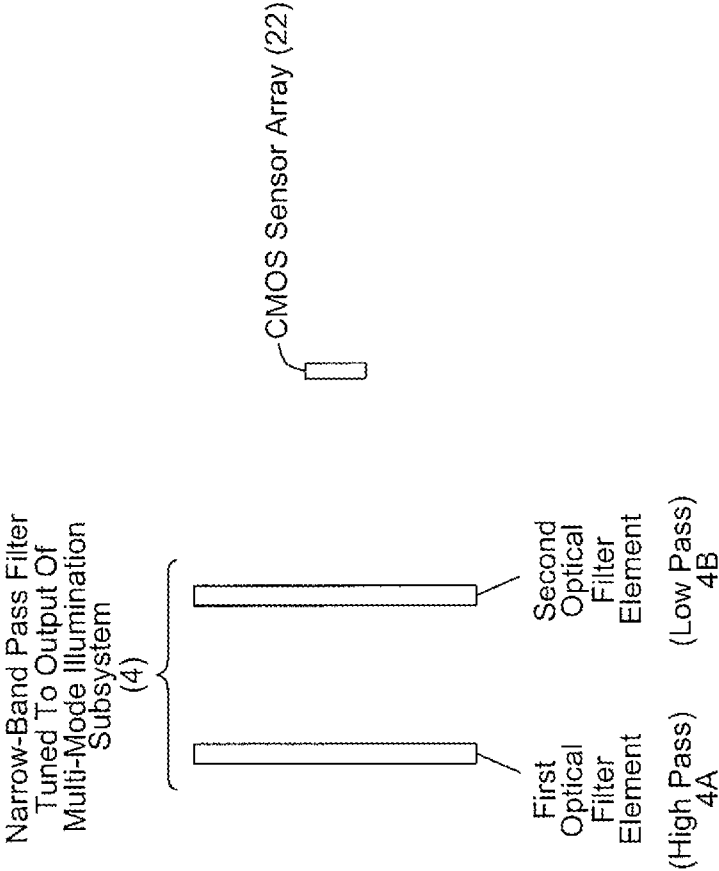 Narrow-Band Pass Filter
Tuned To Output Of
Multi-Mode Illumination
Subsystem
(4)
CMOS Sensor Array (22)
First
Optical
Filter
Element
(High Pass)
4A
Second
Optical
Filter
Element
(Low Pass)
4B